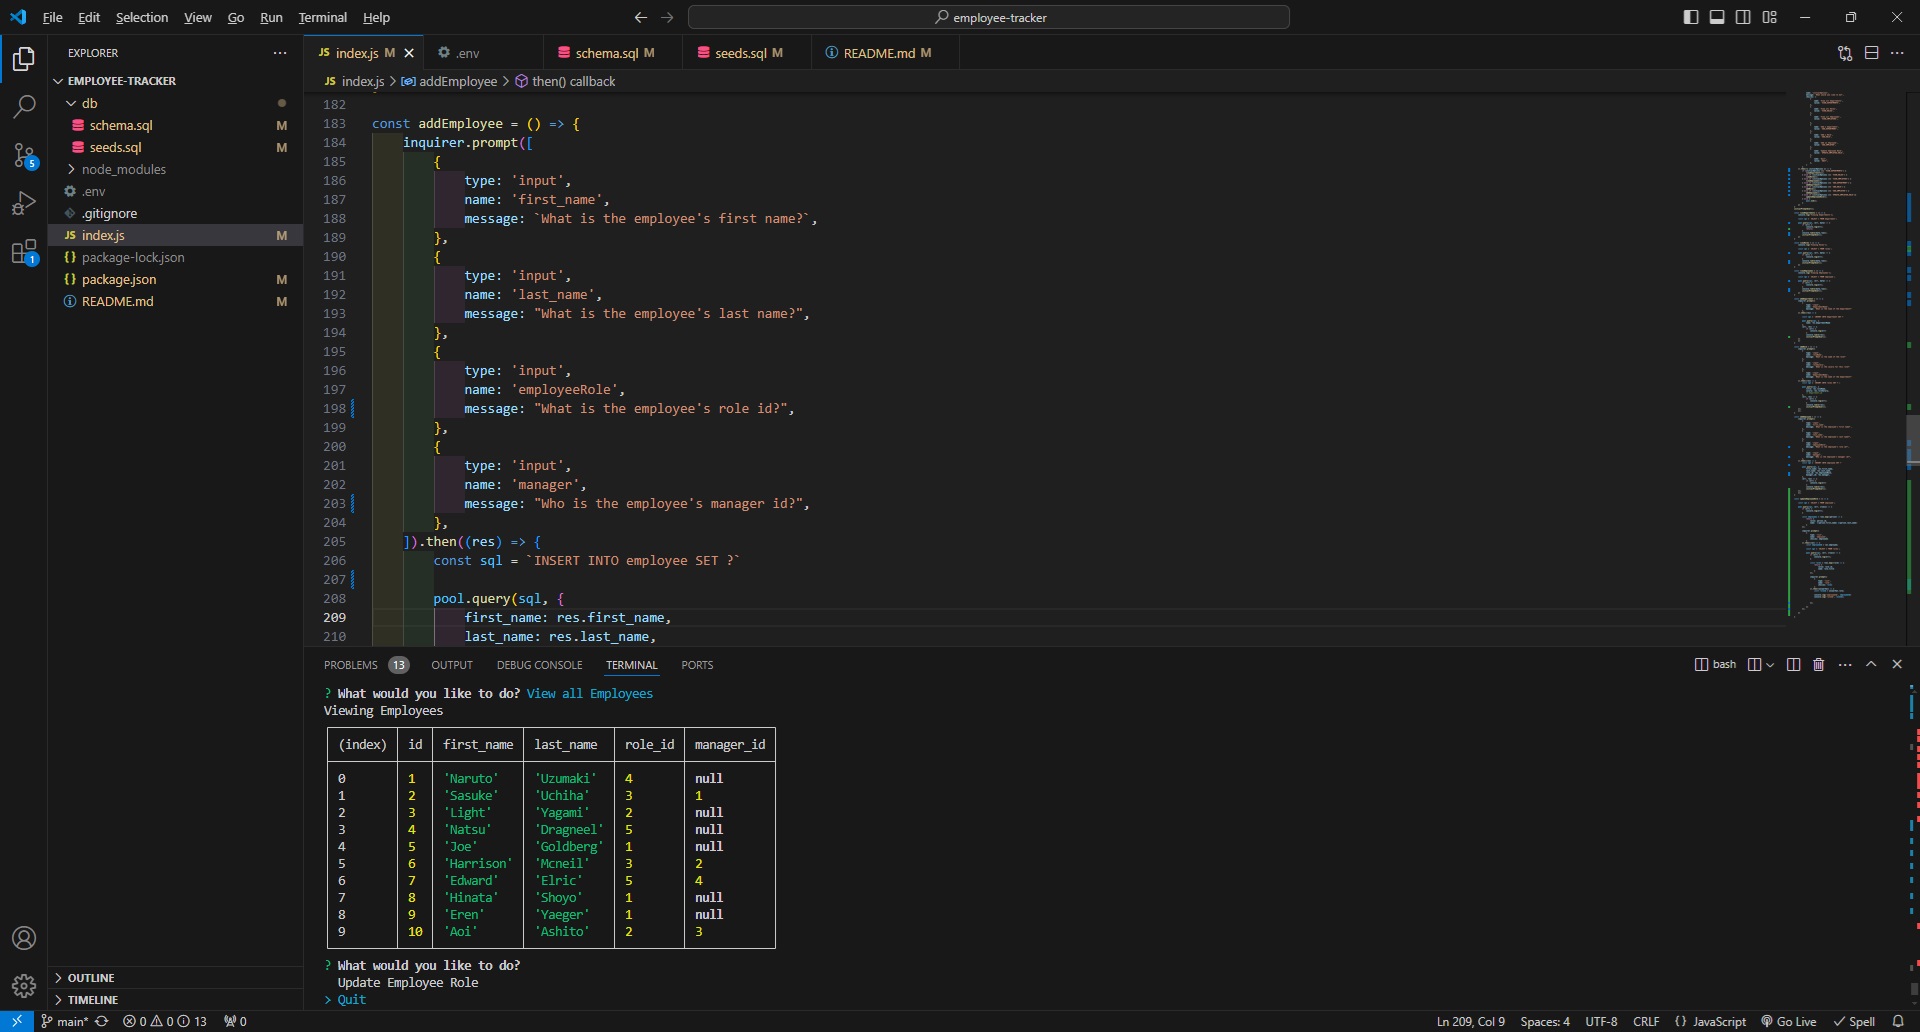 File Edit Selection View Go Run Terminal Help
employee-tracker
EXPLORER
EMPLOYEE-TRACKER
db
schema.sql M
seeds.sql M
node_modules
.env
.gitignore
index.js M
package-lock.json
package.json M
README.md M
OUTLINE
TIMELINE
5
1
JS index.js M
.env
schema.sql M
seeds.sql M
README.md M
JS index.js > addEmployee > then() callback
182
183 const addEmployee = () => {
184 inquirer.prompt([
185 {
186 type: 'input',
187 name: 'first_name',
188 message: `What is the employee's first name?`,
189 },
190 {
191 type: 'input',
192 name: 'last_name',
193 message: "What is the employee's last name?",
194 },
195 {
196 type: 'input',
197 name: 'employeeRole',
198 message: "What is the employee's role id?",
199 },
200 {
201 type: 'input',
202 name: 'manager',
203 message: "Who is the employee's manager id?",
204 },
205 ]).then((res) => {
206 const sql = `INSERT INTO employee SET ?`
207
208 pool.query(sql, {
209 first_name: res.first_name,
210 last_name: res.last_name,
PROBLEMS 13 OUTPUT DEBUG CONSOLE TERMINAL PORTS
bash
? What would you like to do? View all Employees
Viewing Employees
(index) id first_name last_name role_id manager_id
0 1 'Naruto' 'Uzumaki' 4 null
1 2 'Sasuke' 'Uchiha' 3 1
2 3 'Light' 'Yagami' 2 null
3 4 'Natsu' 'Dragneel' 5 null
4 5 'Joe' 'Goldberg' 1 null
5 6 'Harrison' 'Mcneil' 3 2
6 7 'Edward' 'Elric' 5 4
7 8 'Hinata' 'Shoyo' 1 null
8 9 'Eren' 'Yaeger' 1 null
9 10 'Aoi' 'Ashito' 2 3
? What would you like to do?
Update Employee Role
> Quit
main* 0 0 13 0
Ln 209, Col 9 Spaces: 4 UTF-8 CRLF {} JavaScript Go Live Spell